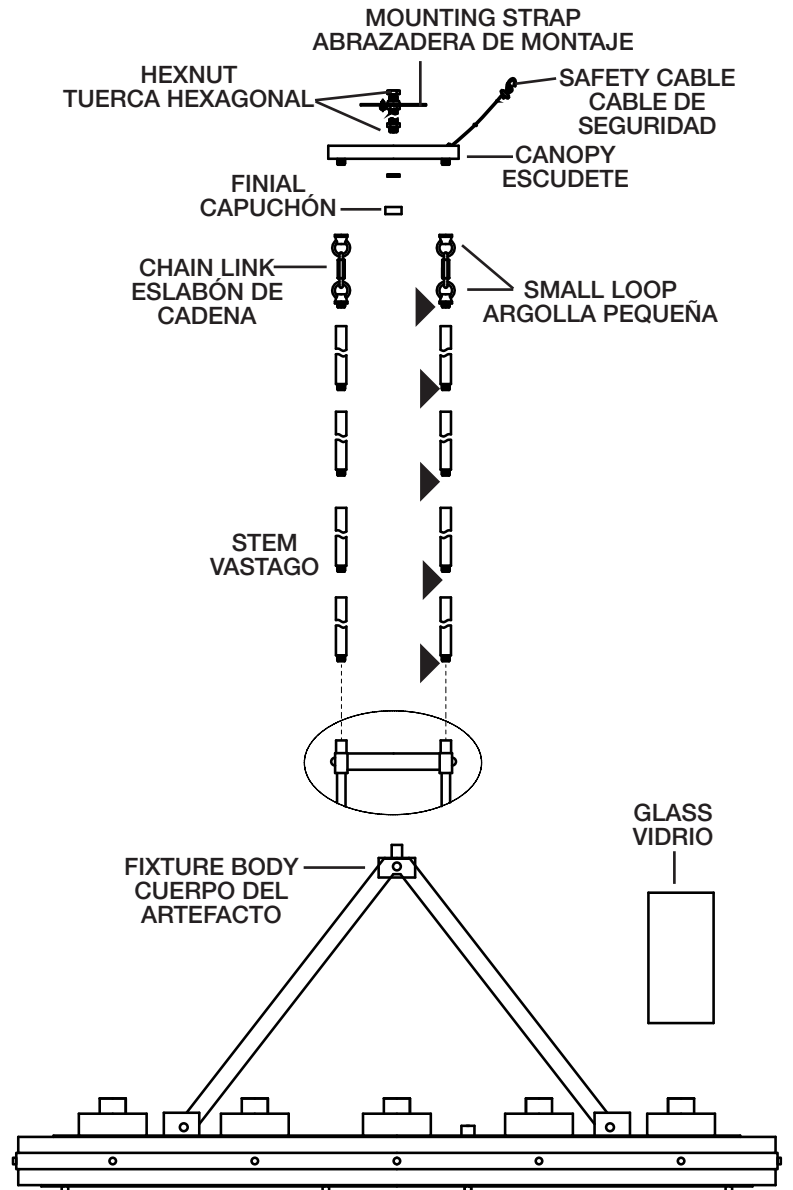 MOUNTING STRAP
ABRAZADERA DE MONTAJE
HEXNUT
TUERCA HEXAGONAL
SAFETY CABLE
CABLE DE
SEGURIDAD
CANOPY
ESCUDETE
FINIAL
CAPUCHÓN
CHAIN LINK
ESLABÓN DE
CADENA
SMALL LOOP
ARGOLLA PEQUEÑA
STEM
VASTAGO
GLASS
VIDRIO
FIXTURE BODY
CUERPO DEL
ARTEFACTO